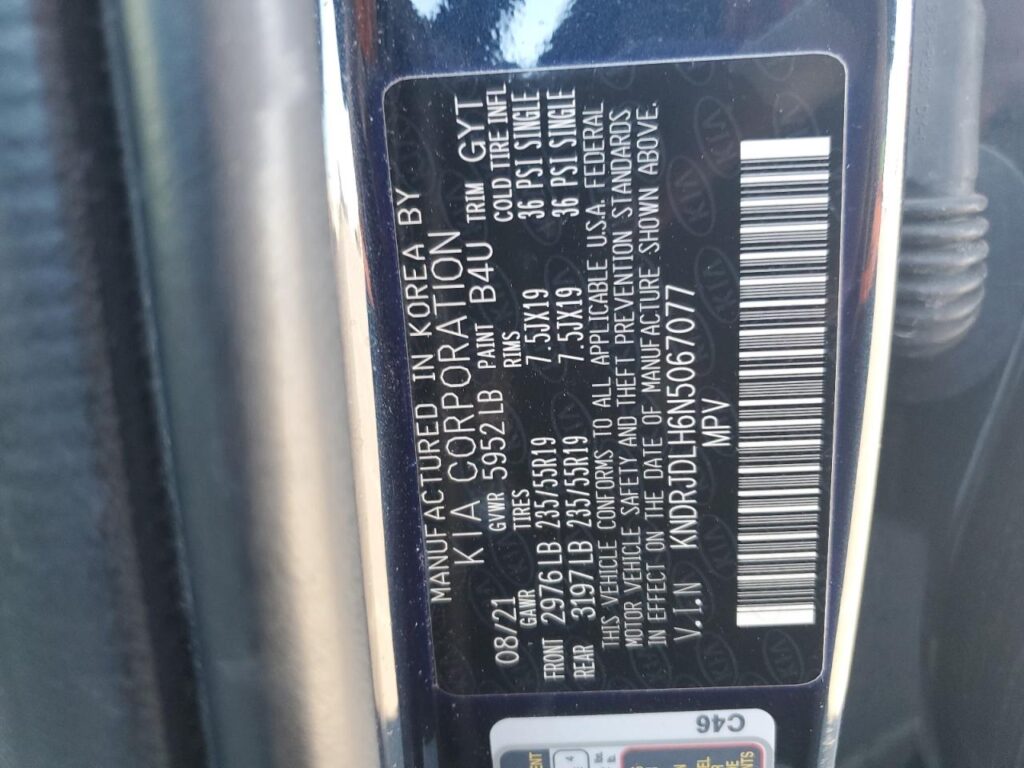 MANUFACTURED IN KOREA BY
KIA CORPORATION
08/21 GVWR 5952 LB PAINT B4U TRIM GYT
GAWR TIRES RIMS COLD TIRE INFL
FRONT 2976 LB 235/55R19 7.5JX19 36 PSI SINGLE
REAR 3197 LB 235/55R19 7.5JX19 36 PSI SINGLE
THIS VEHICLE CONFORMS TO ALL APPLICABLE U.S.A. FEDERAL
MOTOR VEHICLE SAFETY AND THEFT PREVENTION STANDARDS
IN EFFECT ON THE DATE OF MANUFACTURE SHOWN ABOVE.
V.I.N KNDRJDLH6N5067077
MPV
C46